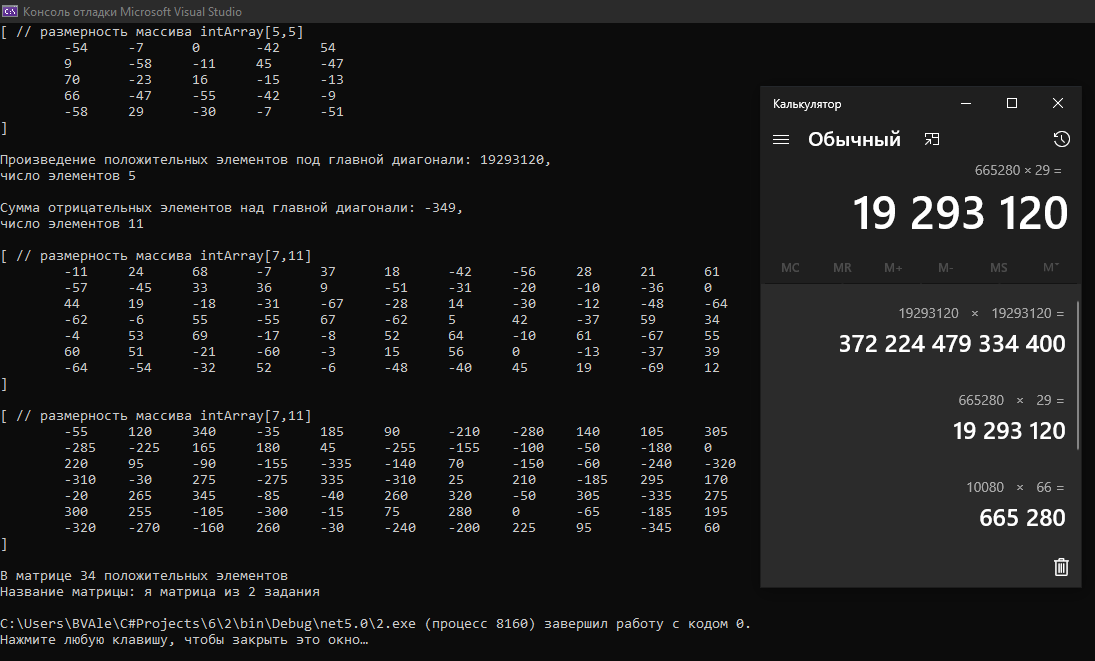 Консоль отладки Microsoft Visual Studio
[ // размерность массива intArray[5,5]
-54 -7 0 -42 54
9 -58 -11 45 -47
70 -23 16 -15 -13
66 -47 -55 -42 -9
-58 29 -30 -7 -51
]
Произведение положительных элементов под главной диагонали: 19293120,
число элементов 5
Сумма отрицательных элементов над главной диагонали: -349,
число элементов 11
[ // размерность массива intArray[7,11]
-11 24 68 -7 37 18 -42 -56 28 21 61
-57 -45 33 36 9 -51 -31 -20 -10 -36 0
44 19 -18 -31 -67 -28 14 -30 -12 -48 -64
-62 -6 55 -55 67 -62 5 42 -37 59 34
-4 53 69 -17 -8 52 64 -10 61 -67 55
60 51 -21 -60 -3 15 56 0 -13 -37 39
-64 -54 -32 52 -6 -48 -40 45 19 -69 12
]
[ // размерность массива intArray[7,11]
-55 120 340 -35 185 90 -210 -280 140 105 305
-285 -225 165 180 45 -255 -155 -100 -50 -180 0
220 95 -90 -155 -335 -140 70 -150 -60 -240 -320
-310 -30 275 -275 335 -310 25 210 -185 295 170
-20 265 345 -85 -40 260 320 -50 305 -335 275
300 255 -105 -300 -15 75 280 0 -65 -185 195
-320 -270 -160 260 -30 -240 -200 225 95 -345 60
]
В матрице 34 положительных элементов
Название матрицы: я матрица из 2 задания
C:\Users\BVAle\C#Projects\6\2\bin\Debug\net5.0\2.exe (процесс 8160) завершил работу с кодом 0.
Нажмите любую клавишу, чтобы закрыть это окно…
Калькулятор
Обычный
665280 × 29 =
19 293 120
MC MR M+ M- MS M˅
19293120 × 19293120 =
372 224 479 334 400
665280 × 29 =
19 293 120
10080 × 66 =
665 280